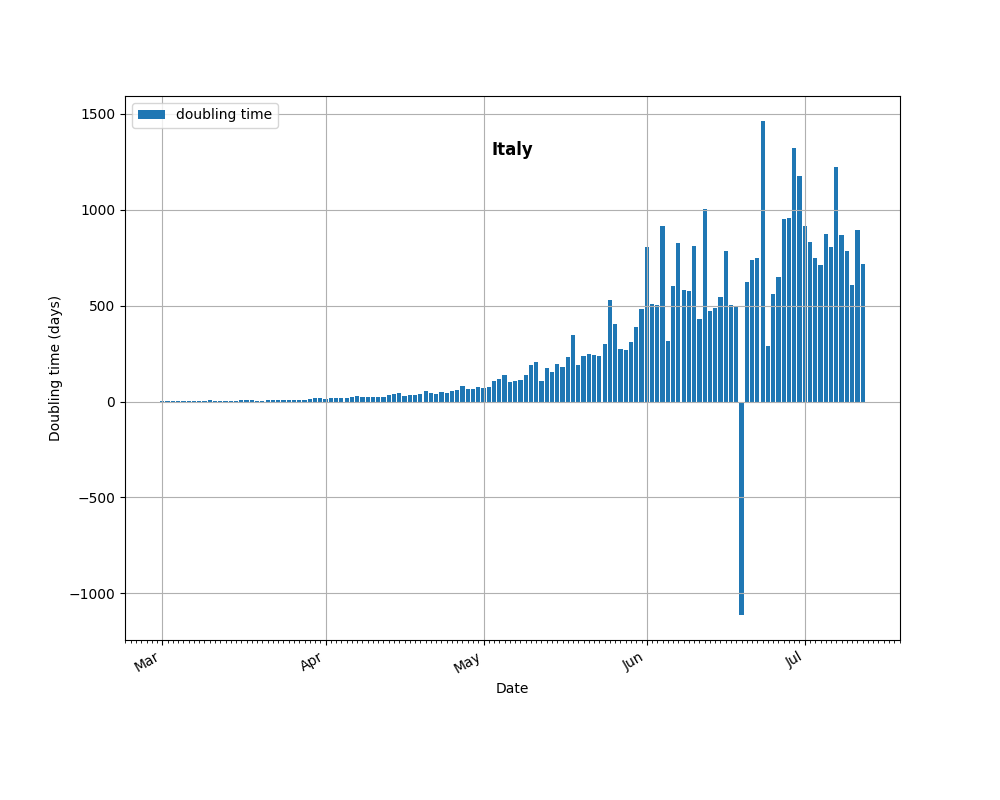 1500
doubling time
Italy
1000
500
0
−500
−1000
Doubling time (days)
Mar
Apr
May
Jun
Jul
Date